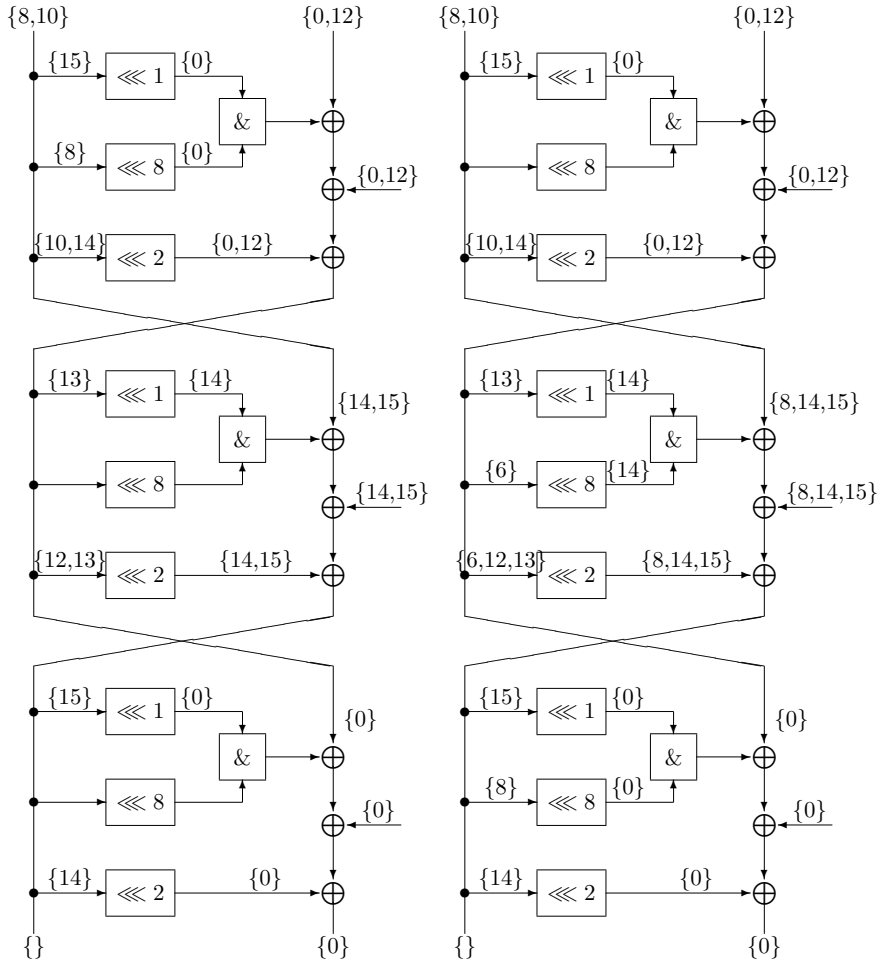 {8,10} {0,12} {8,10} {0,12}
{15} ⋘ 1 {0} {15} ⋘ 1 {0}
& &
{8} ⋘ 8 {0} ⋘ 8
{0,12} {0,12}
{10,14} ⋘ 2 {0,12} {10,14} ⋘ 2 {0,12}
{13} ⋘ 1 {14} {13} ⋘ 1 {14}
{14,15} {8,14,15}
& &
⋘ 8 {6} ⋘ 8 {14}
{14,15} {8,14,15}
{12,13} ⋘ 2 {14,15} {6,12,13} ⋘ 2 {8,14,15}
{15} ⋘ 1 {0} {15} ⋘ 1 {0}
{0} {0}
& &
⋘ 8 {8} ⋘ 8 {0}
{0} {0}
{14} ⋘ 2 {0} {14} ⋘ 2 {0}
{} {0} {} {0}